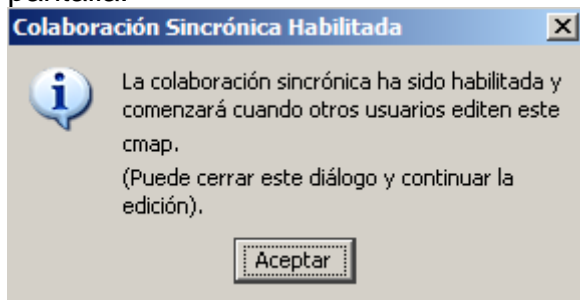 Colaboración Sincrónica Habilitada
La colaboración sincrónica ha sido habilitada y
comenzará cuando otros usuarios editen este
cmap.
(Puede cerrar este diálogo y continuar la
edición).
Aceptar